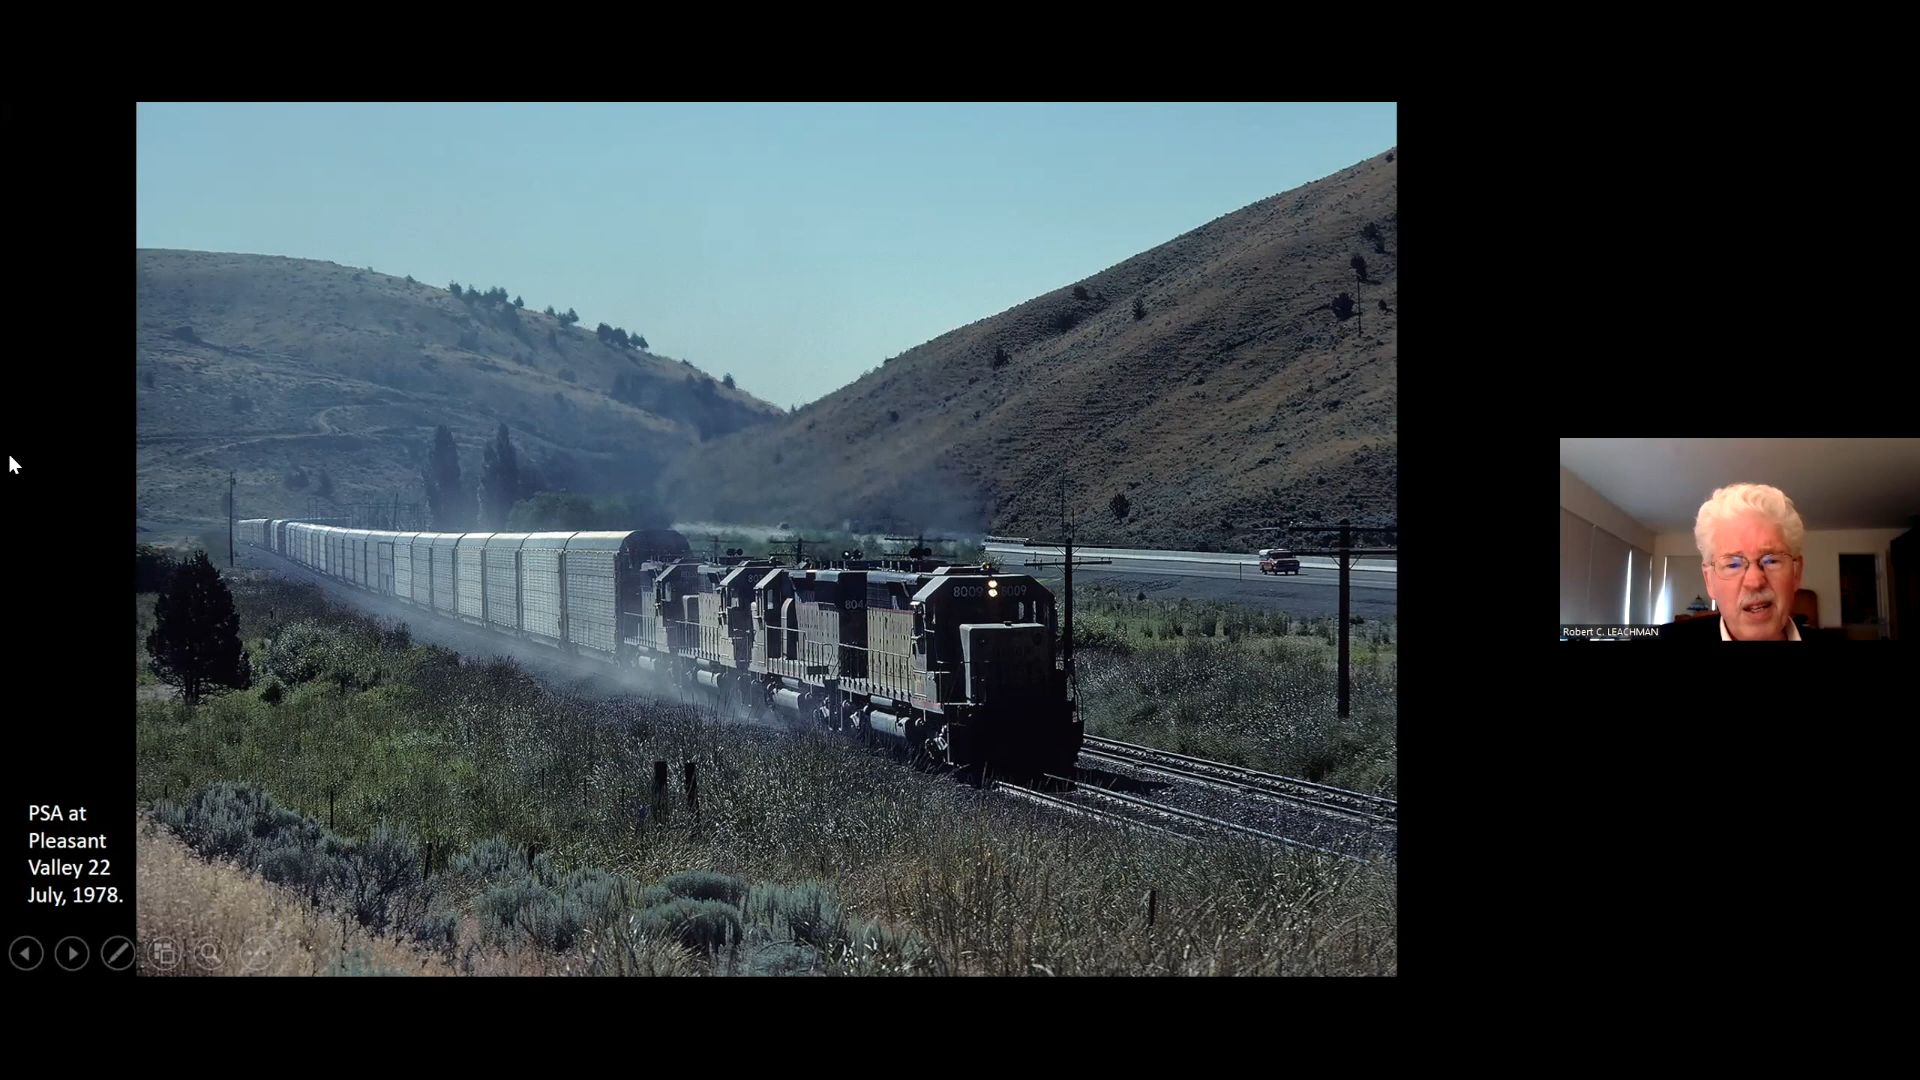 8009 8009
804
PSA at
Pleasant
Valley 22
July, 1978.
Robert C. LEACHMAN